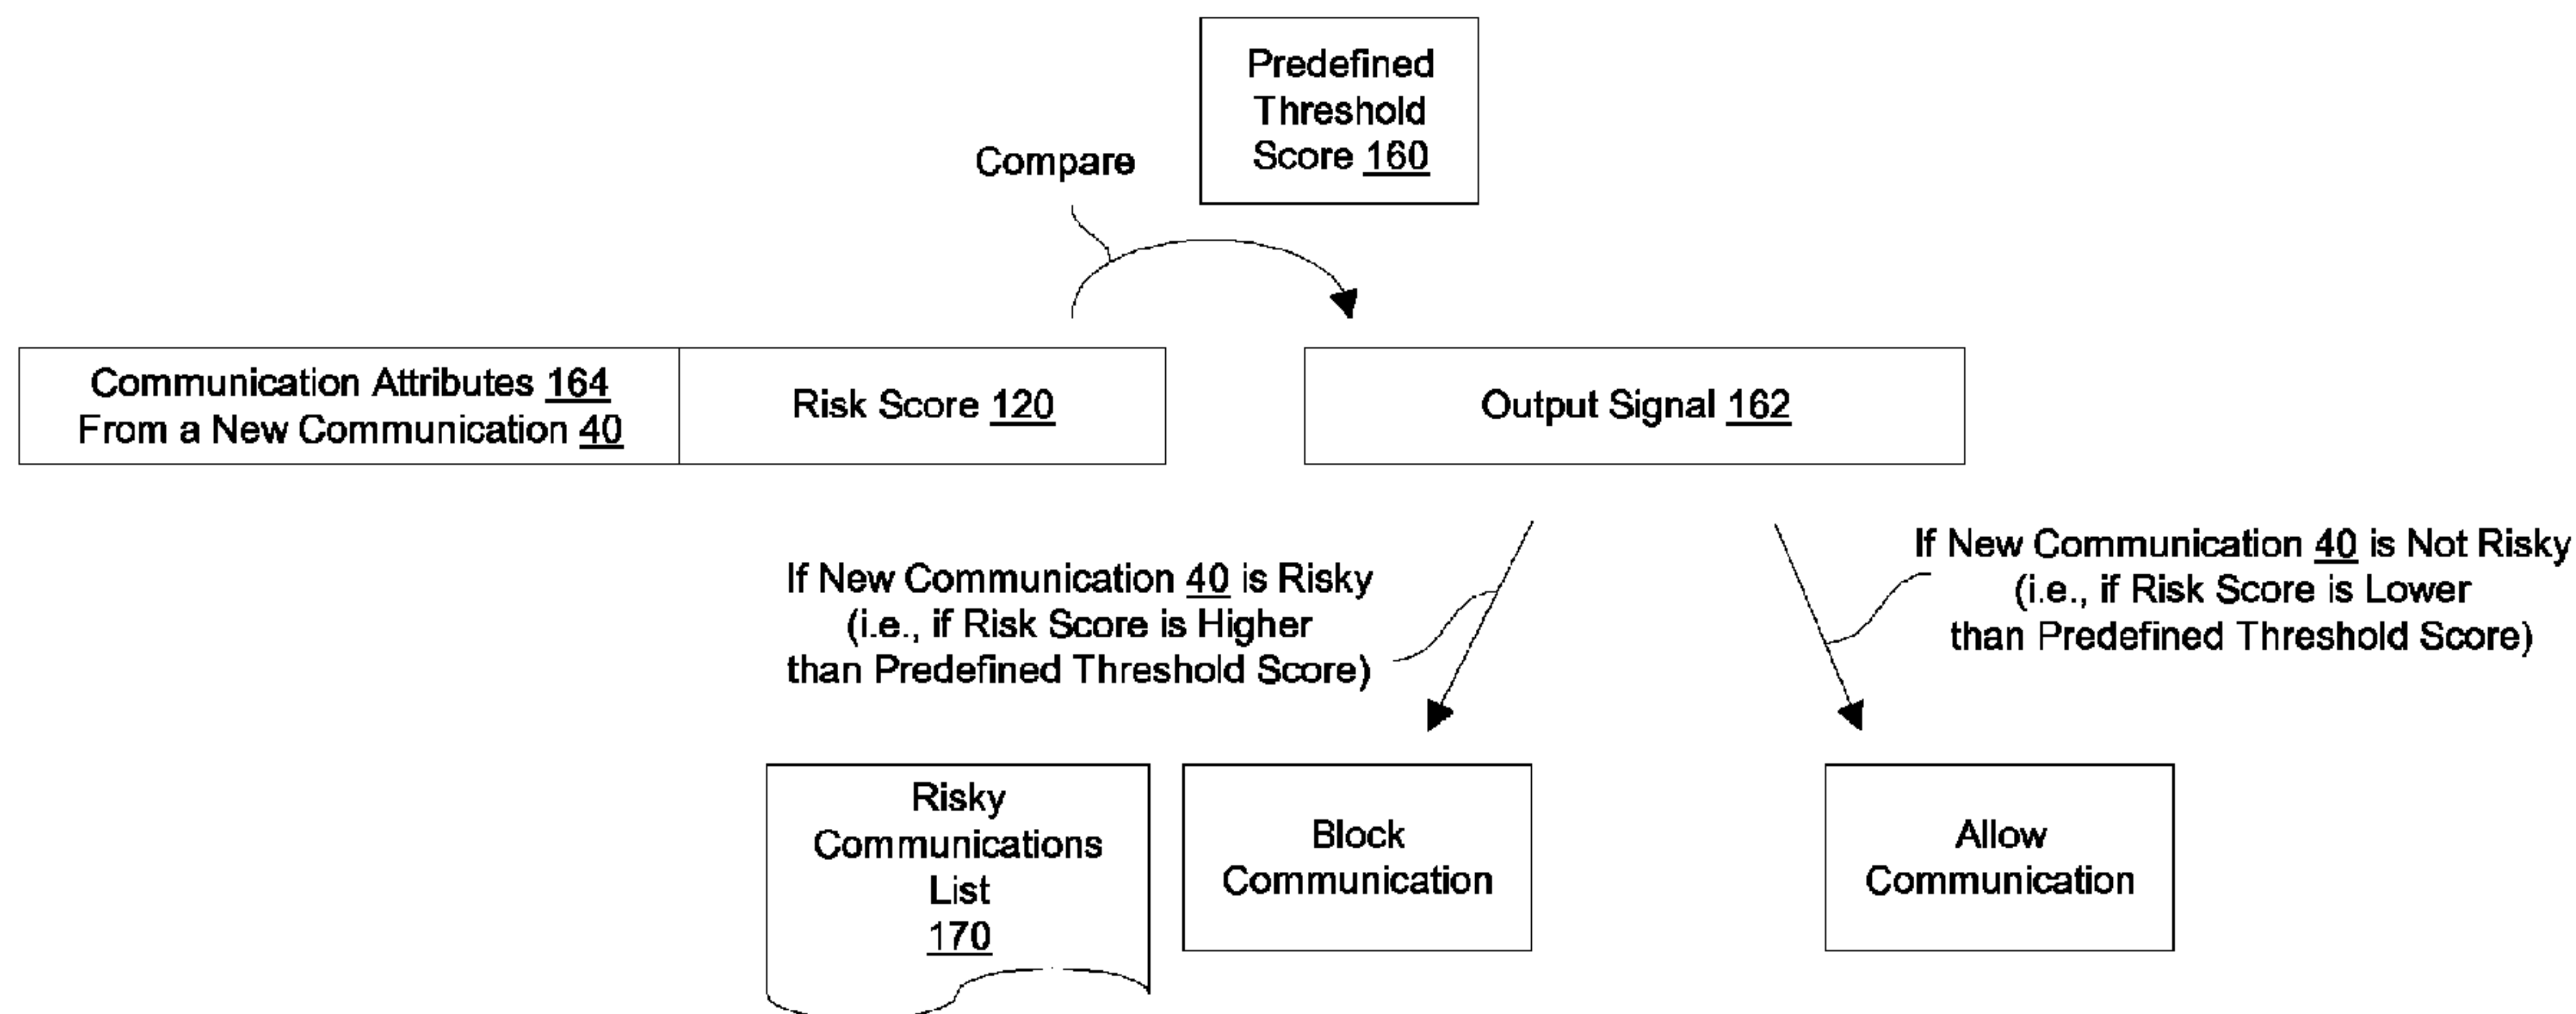 Predefined
Threshold
Score 160
Compare
Communication Attributes 164
From a New Communication 40
Risk Score 120
Output Signal 162
If New Communication 40 is Risky
(i.e., if Risk Score is Higher
than Predefined Threshold Score)
If New Communication 40 is Not Risky
(i.e., if Risk Score is Lower
than Predefined Threshold Score)
Risky
Communications
List
170
Block
Communication
Allow
Communication